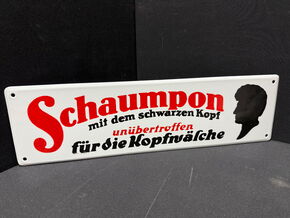 Schaumpon
mit dem schwarzen Kopf
unübertroffen
für die Kopfwäsche